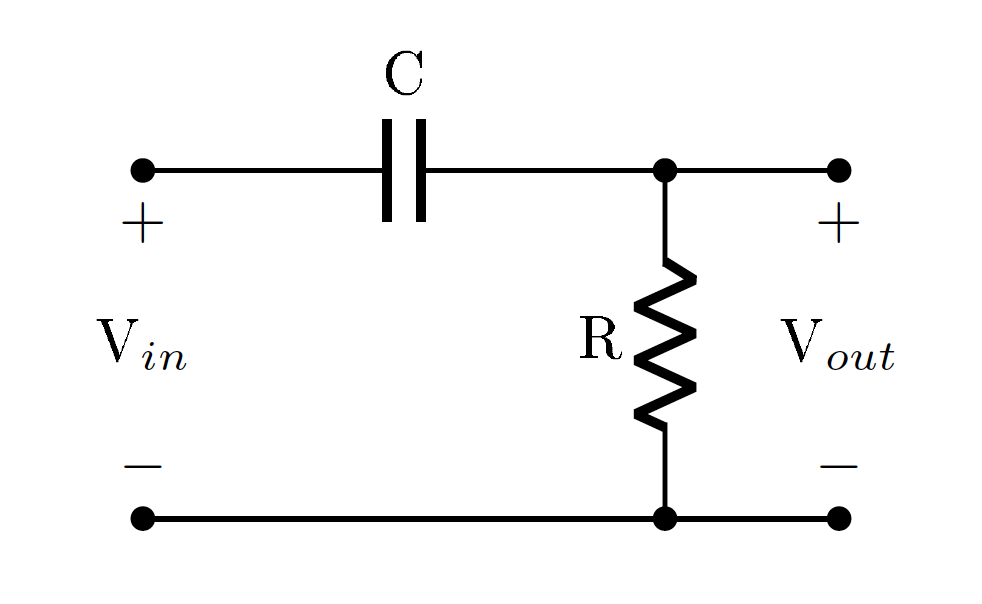 C
+ +
V_in R V_out
− −